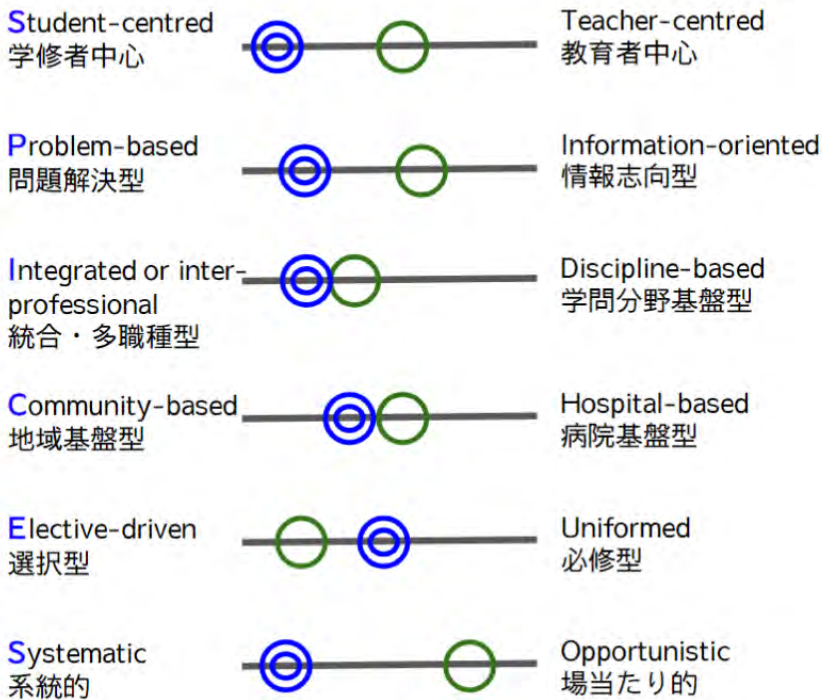 Student-centred
学修者中心
Teacher-centred
教育者中心
Problem-based
問題解決型
Information-oriented
情報志向型
Integrated or inter-
professional
統合・多職種型
Discipline-based
学問分野基盤型
Community-based
地域基盤型
Hospital-based
病院基盤型
Elective-driven
選択型
Uniformed
必修型
Systematic
系統的
Opportunistic
場当たり的